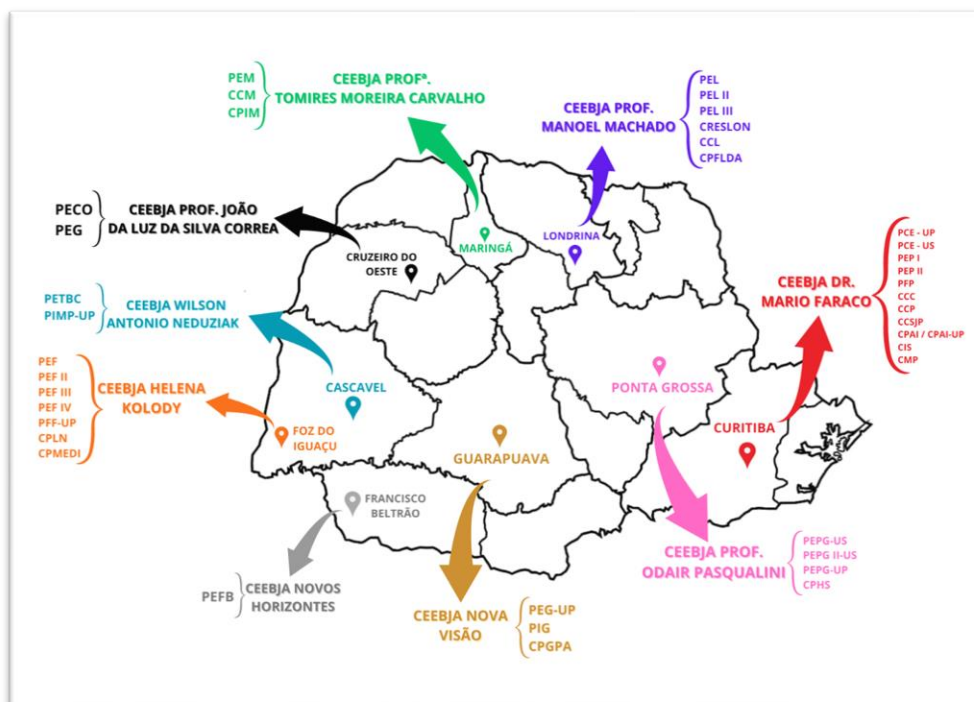 PEM
CCM
CPIM
CEEBJA PROFª.
TOMIRES MOREIRA CARVALHO
CEEBJA PROF.
MANOEL MACHADO
PEL
PEL II
PEL III
CRESLON
CCL
CPFLDA
PECO
PEG
CEEBJA PROF. JOÃO
DA LUZ DA SILVA CORREA
CRUZEIRO DO
OESTE
MARINGÁ
LONDRINA
CEEBJA DR.
MARIO FARACO
PCE - UP
PCE - US
PEP I
PEP II
PFP
CCC
CCP
CCSJP
CPAI / CPAI-UP
CIS
CMP
PETBC
PIMP-UP
CEEBJA WILSON
ANTONIO NEDUZIAK
PEF
PEF II
PEF III
PEF IV
PFF-UP
CPLN
CPMEDI
CEEBJA HELENA
KOLODY
CASCAVEL
FOZ DO
IGUAÇU
PONTA GROSSA
CURITIBA
GUARAPUAVA
FRANCISCO
BELTRÃO
PEFB
CEEBJA NOVOS
HORIZONTES
CEEBJA NOVA
VISÃO
PEG-UP
PIG
CPGPA
CEEBJA PROF.
ODAIR PASQUALINI
PEPG-US
PEPG II-US
PEPG-UP
CPHS